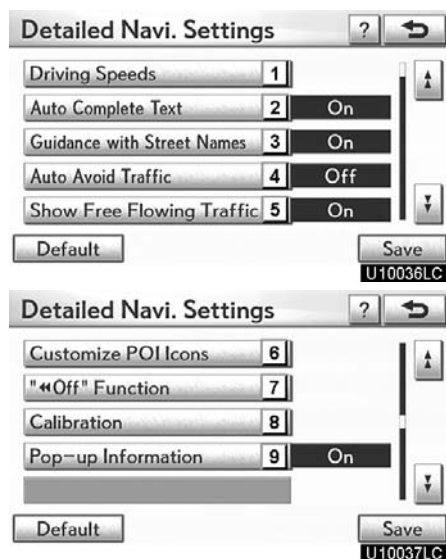 Detailed Navi. Settings ?
Driving Speeds 1
Auto Complete Text 2 On
Guidance with Street Names 3 On
Auto Avoid Traffic 4 Off
Show Free Flowing Traffic 5 On
Default Save
U10036LC
Detailed Navi. Settings ?
Customize POI Icons 6
"◀◀Off" Function 7
Calibration 8
Pop-up Information 9 On
Default Save
U10037LC